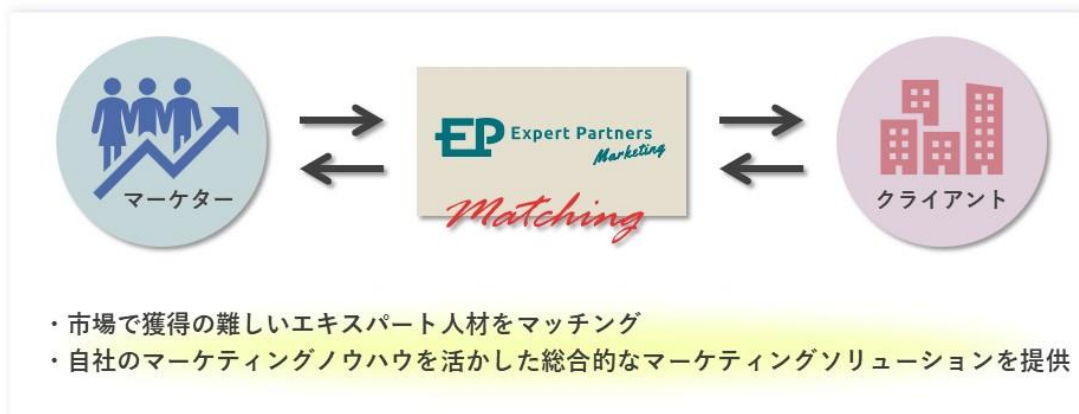 マーケター
EP Expert Partners
Marketing
Matching
クライアント
・市場で獲得の難しいエキスパート人材をマッチング
・自社のマーケティングノウハウを活かした総合的なマーケティングソリューションを提供